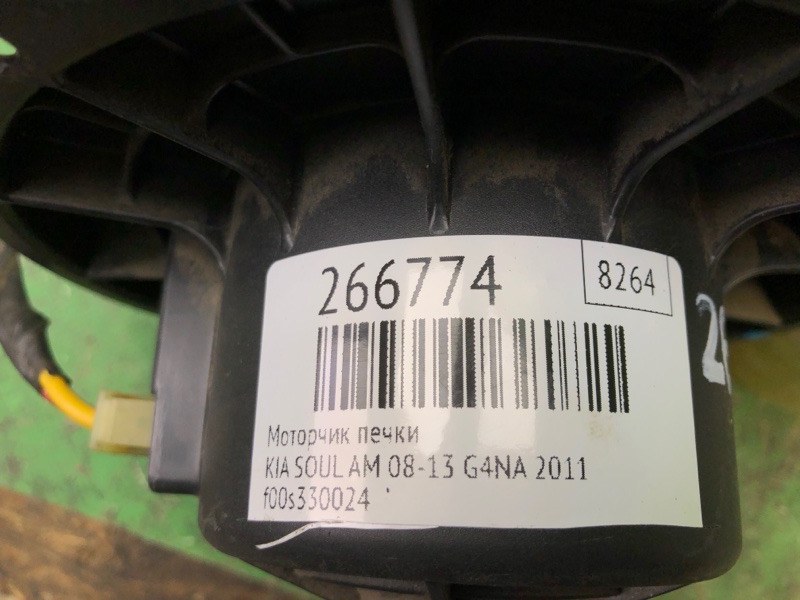 266774
8264
Моторчик печки
KIA SOUL AM 08-13 G4NA 2011
f00s330024